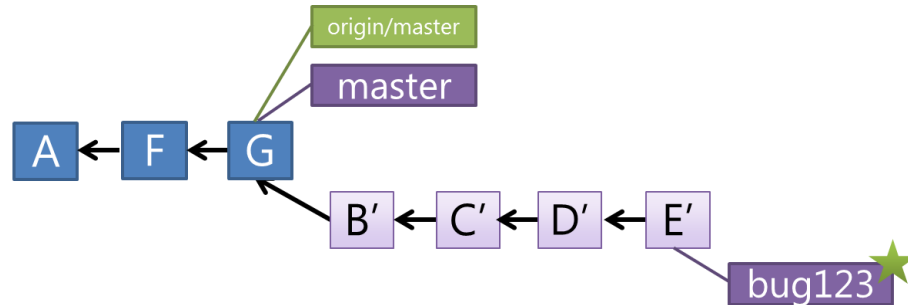 origin/master
master
A
F
G
B’
C’
D’
E’
bug123